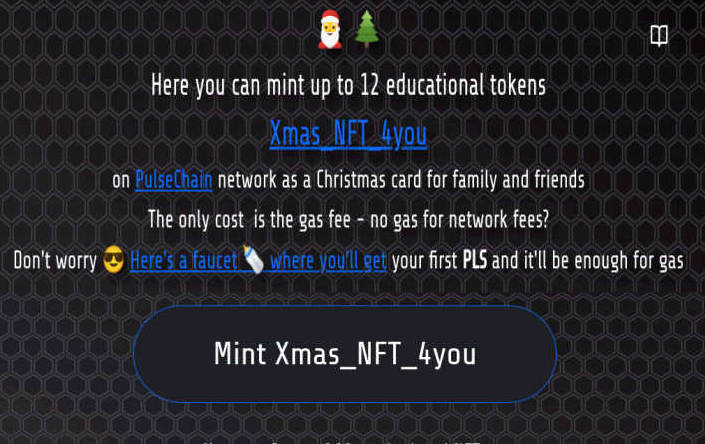 Here you can mint up to 12 educational tokens
Xmas_NFT_4you
on PulseChain network as a Christmas card for family and friends
The only cost is the gas fee - no gas for network fees?
Don't worry 😎 Here's a faucet 🍼 where you'll get your first PLS and it'll be enough for gas
Mint Xmas_NFT_4you